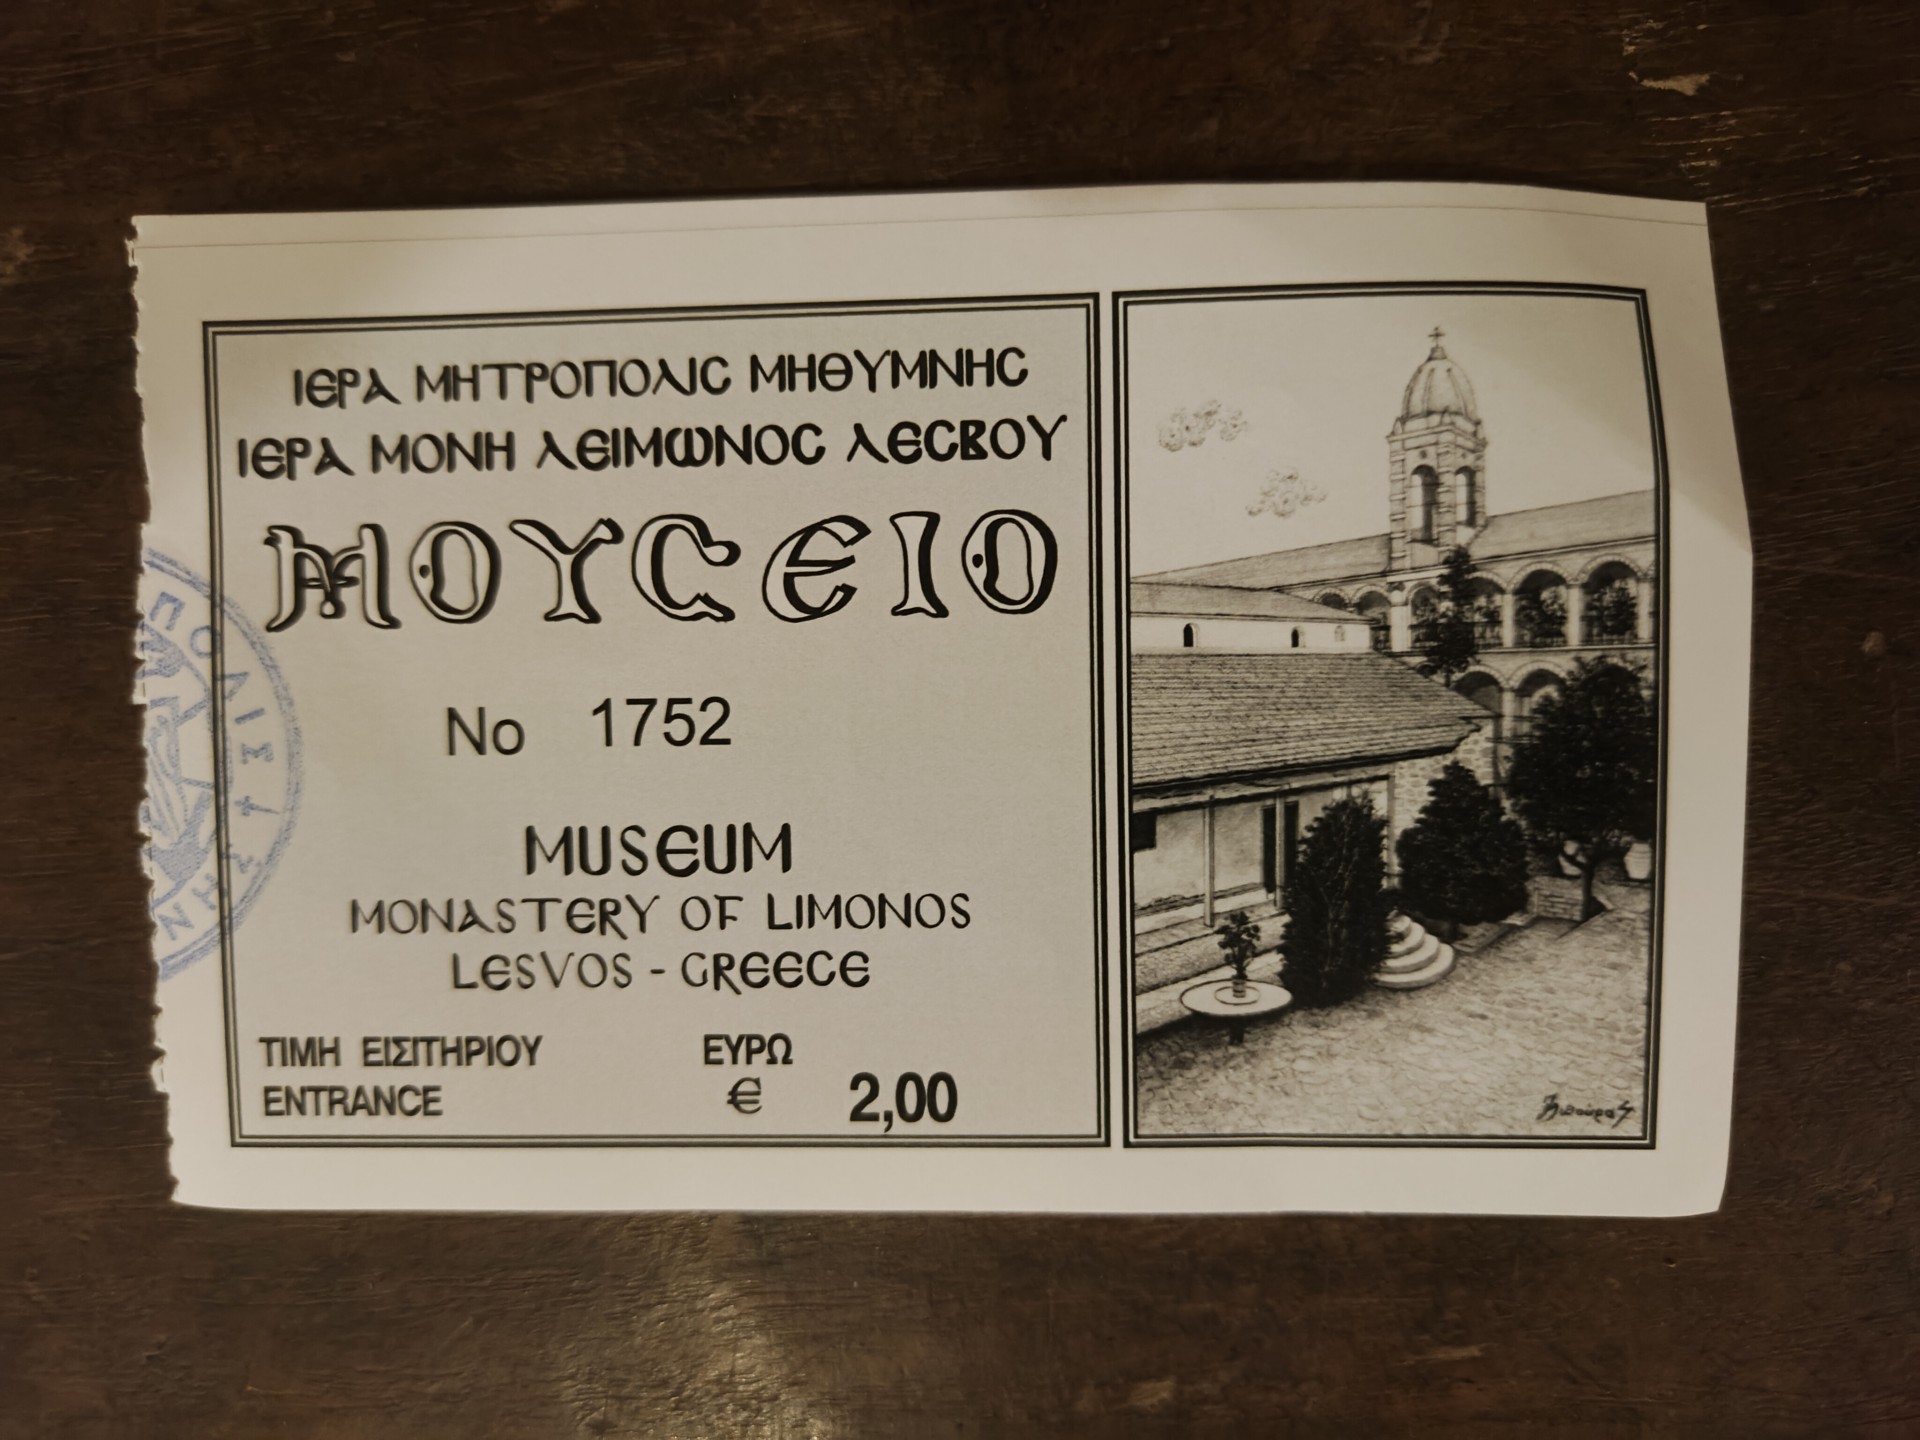 ΙΕΡΑ ΜΗΤΡΟΠΟΛΙϹ ΜΗΘΥΜΝΗϹ
ΙΕΡΑ ΜΟΝΗ ΛΕΙΜΩΝΟϹ ΛΕϹΒΟΥ
ΜΟΥϹΕΙΟ
No 1752
MUSEUM
MONASTERY OF LIMONOS
LESVOS - GREECE
ΤΙΜΗ ΕΙΣΙΤΗΡΙΟΥ ΕΥΡΩ
ENTRANCE € 2,00